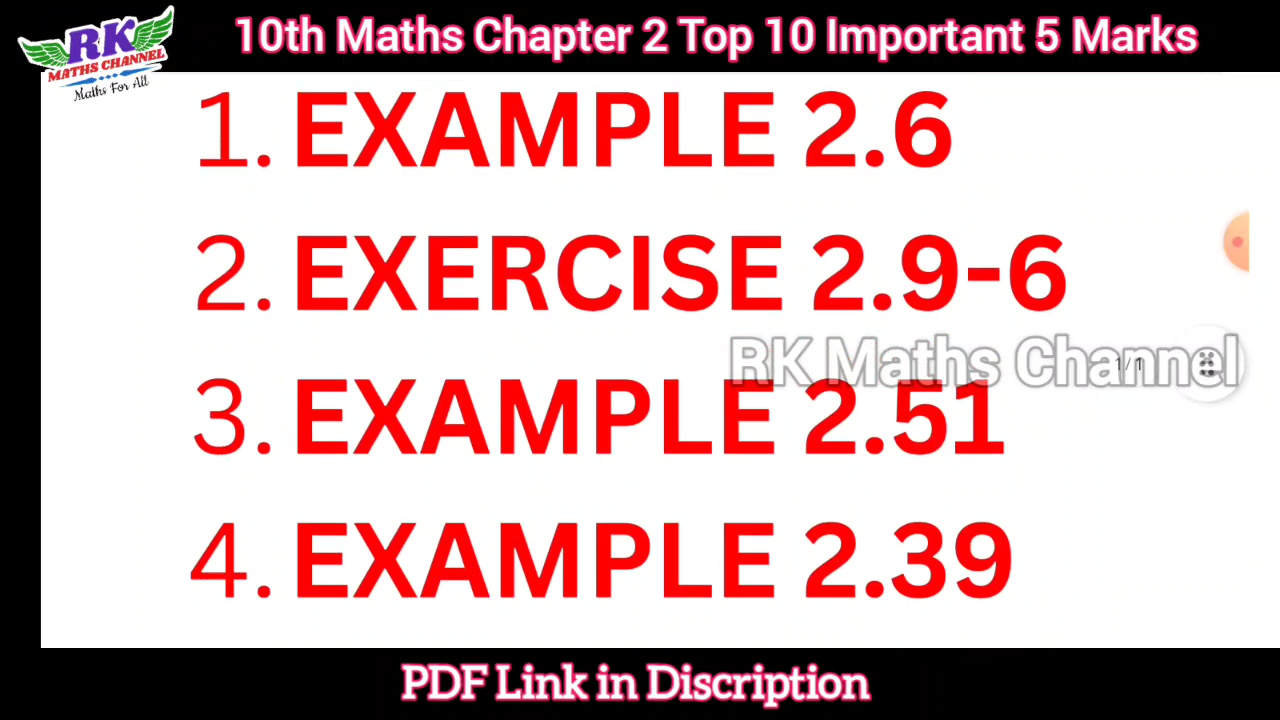 RK
MATHS CHANNEL
Maths For All
10th Maths Chapter 2 Top 10 Important 5 Marks
1. EXAMPLE 2.6
2. EXERCISE 2.9-6
RK Maths Channel
1/1
3. EXAMPLE 2.51
4. EXAMPLE 2.39
PDF Link in Discription